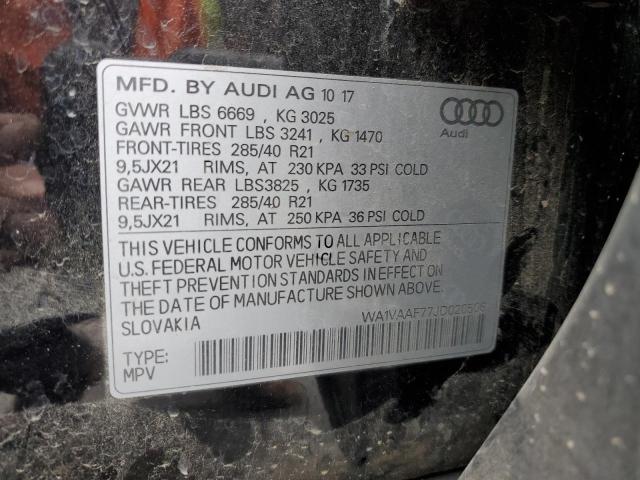 MFD. BY AUDI AG 10 17
GVWR LBS 6669 , KG 3025
GAWR FRONT LBS 3241 , KG 1470
FRONT-TIRES 285/40 R21
9,5JX21 RIMS, AT 230 KPA 33 PSI COLD
GAWR REAR LBS3825 , KG 1735
REAR-TIRES 285/40 R21
9,5JX21 RIMS, AT 250 KPA 36 PSI COLD
Audi
THIS VEHICLE CONFORMS TO ALL APPLICABLE
U.S. FEDERAL MOTOR VEHICLE SAFETY AND
THEFT PREVENTION STANDARDS IN EFFECT ON
THE DATE OF MANUFACTURE SHOWN ABOVE.
SLOVAKIA
TYPE:
MPV